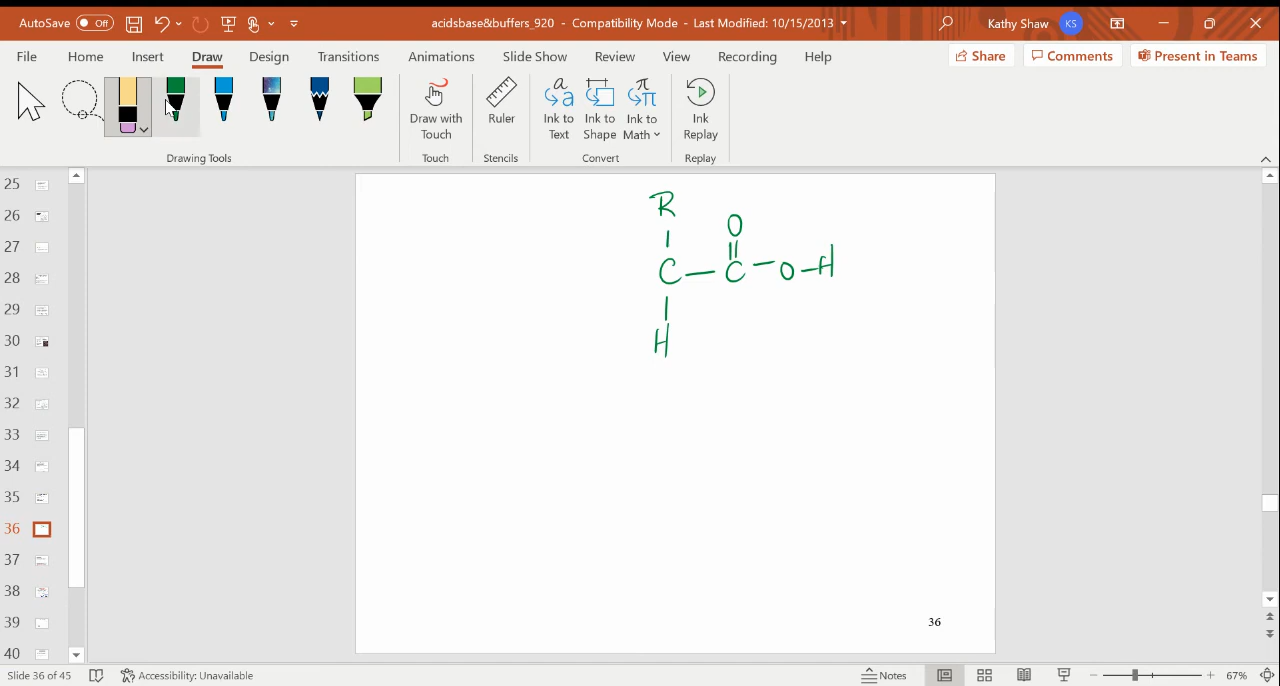 AutoSave Off acidsbase&buffers_920 - Compatibility Mode - Last Modified: 10/15/2013 Kathy Shaw KS
File Home Insert Draw Design Transitions Animations Slide Show Review View Recording Help Share Comments Present in Teams
Draw with Touch
Ruler
Ink to Text
Ink to Shape
Ink to Math
Ink Replay
Drawing Tools Touch Stencils Convert Replay
25
26
27
28
29
30
31
32
33
34
35
36
37
38
39
40
R
O
C — C – O – H
H
36
Slide 36 of 45 Accessibility: Unavailable Notes 67%